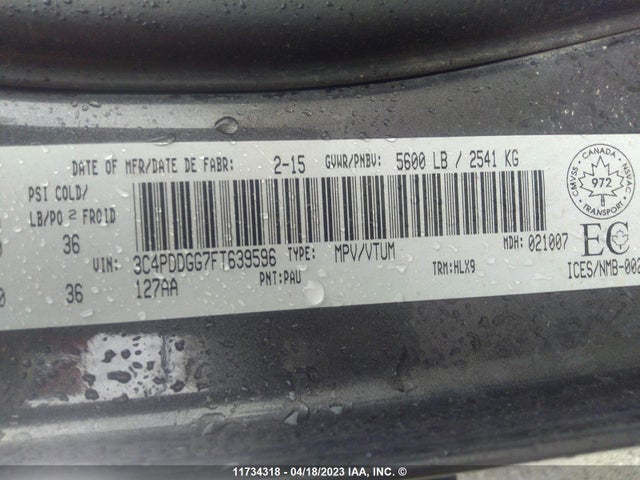 DATE OF MFR/DATE DE FABR: 2-15 GVWR/PNBV: 5600 LB / 2541 KG
PSI COLD/
LB/PO 2 FROID
36
VIN: 3C4PDDGG7FT639596 TYPE: MPV/VTUM MDH: 021007
36 127AA PNT:PAU TRM:HLX9
CANADA
CMVSS NSVAC
972
TRANSPORT
EC
ICES/NMB-002
11734318 - 04/18/2023 IAA, INC. ©